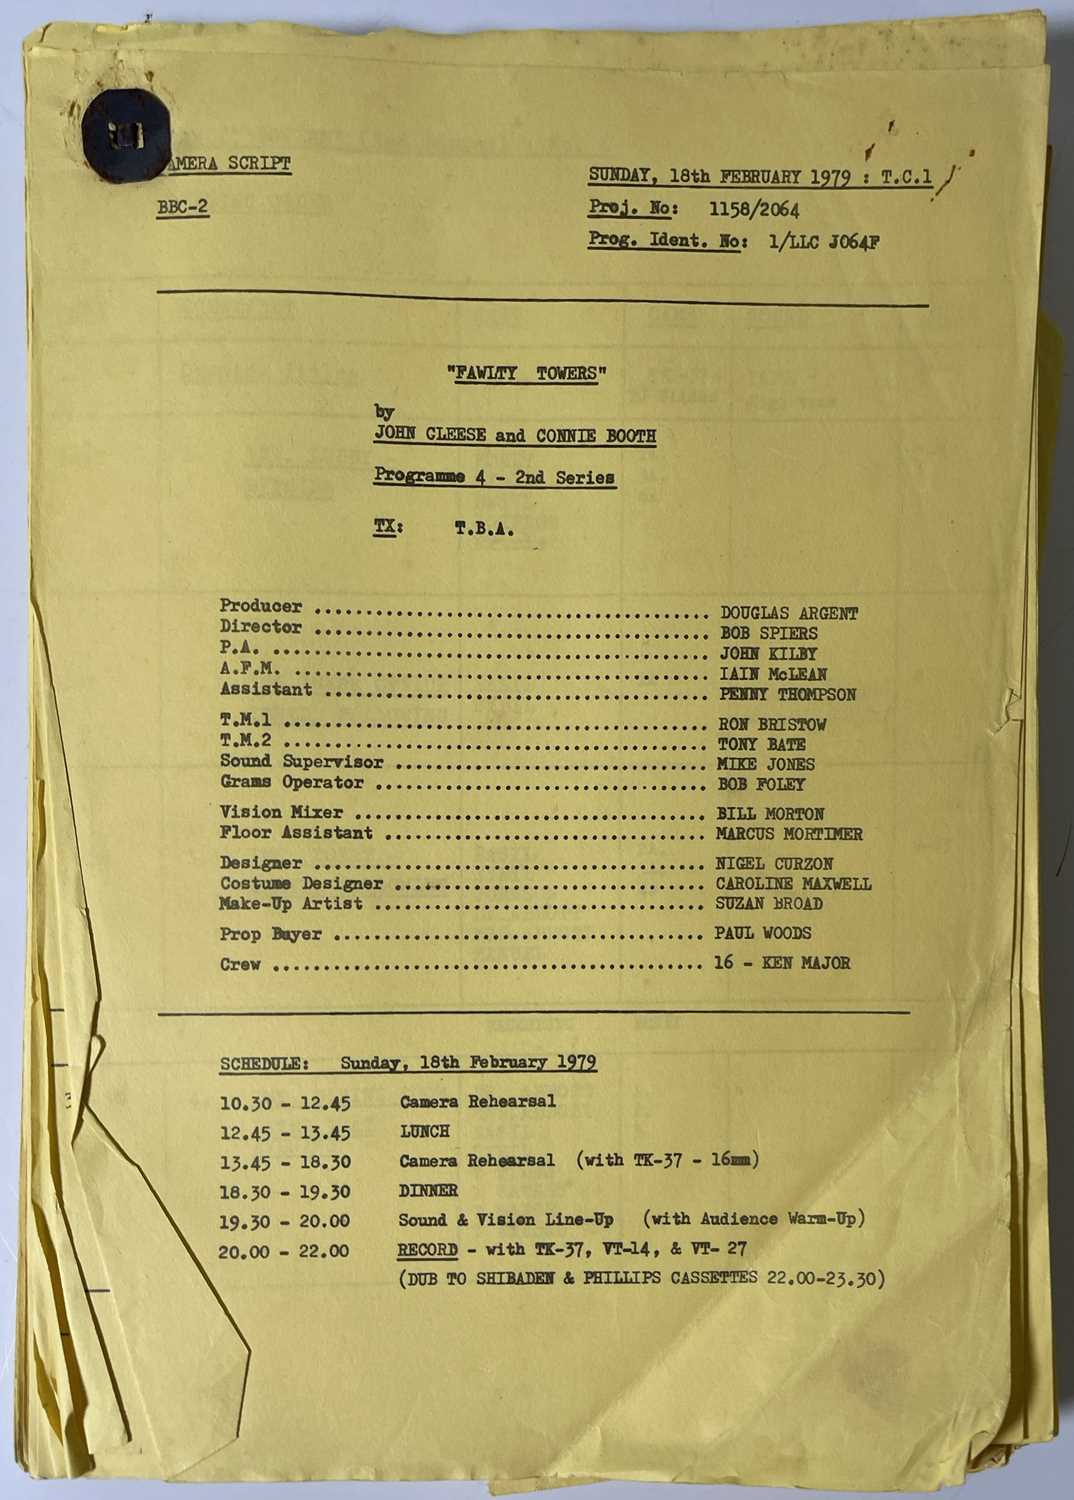 AMERA SCRIPT
SUNDAY, 18th FEBRUARY 1979 : T.C.1
BBC-2
Proj. No: 1158/2064
Prog. Ident. No: 1/LLC J064F
"FAWLTY TOWERS"
by
JOHN CLEESE and CONNIE BOOTH
Programme 4 - 2nd Series
TX: T.B.A.
Producer ...................................... DOUGLAS ARGENT
Director ...................................... BOB SPIERS
P.A. .......................................... JOHN KILBY
A.F.M. ........................................ IAIN McLEAN
Assistant ..................................... PENNY THOMPSON
T.M.1 ......................................... RON BRISTOW
T.M.2 ......................................... TONY BATE
Sound Supervisor .............................. MIKE JONES
Grams Operator ................................ BOB FOLEY
Vision Mixer .................................. BILL MORTON
Floor Assistant ............................... MARCUS MORTIMER
Designer ...................................... NIGEL CURZON
Costume Designer .............................. CAROLINE MAXWELL
Make-Up Artist ................................ SUZAN BROAD
Prop Buyer .................................... PAUL WOODS
Crew .......................................... 16 - KEN MAJOR
SCHEDULE: Sunday, 18th February 1979
10.30 - 12.45 Camera Rehearsal
12.45 - 13.45 LUNCH
13.45 - 18.30 Camera Rehearsal (with TK-37 - 16mm)
18.30 - 19.30 DINNER
19.30 - 20.00 Sound & Vision Line-Up (with Audience Warm-Up)
20.00 - 22.00 RECORD - with TK-37, VT-14, & VT- 27
(DUB TO SHIBADEN & PHILLIPS CASSETTES 22.00-23.30)